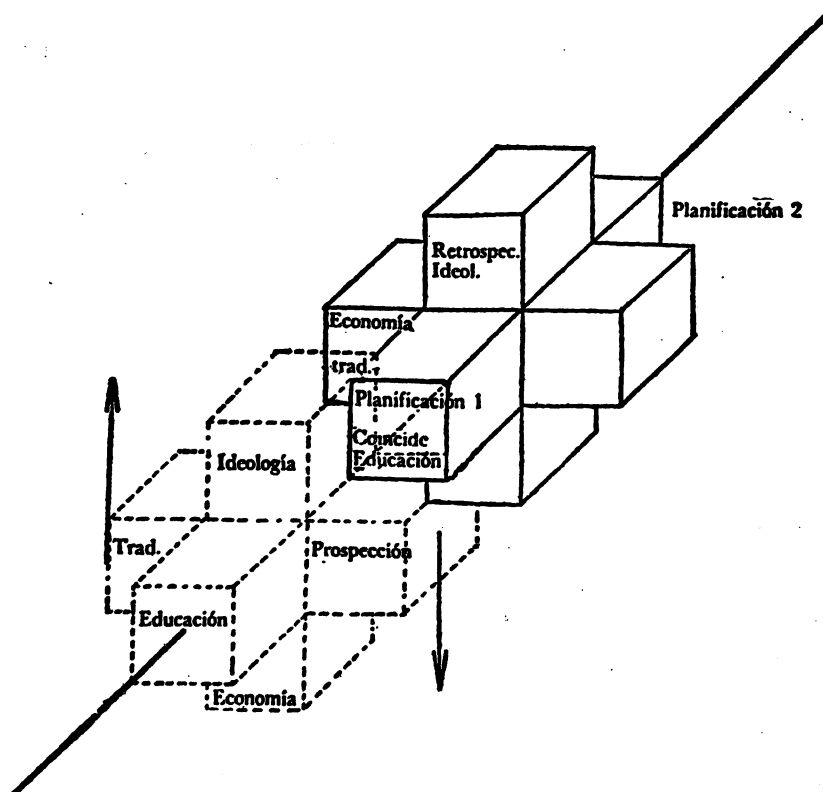 Planificación 2
Retrospec.
Ideol.
Economía
trad.
Planificación 1
Coincide
Educación
Ideología
Trad.
Prospección
Educación
Economía